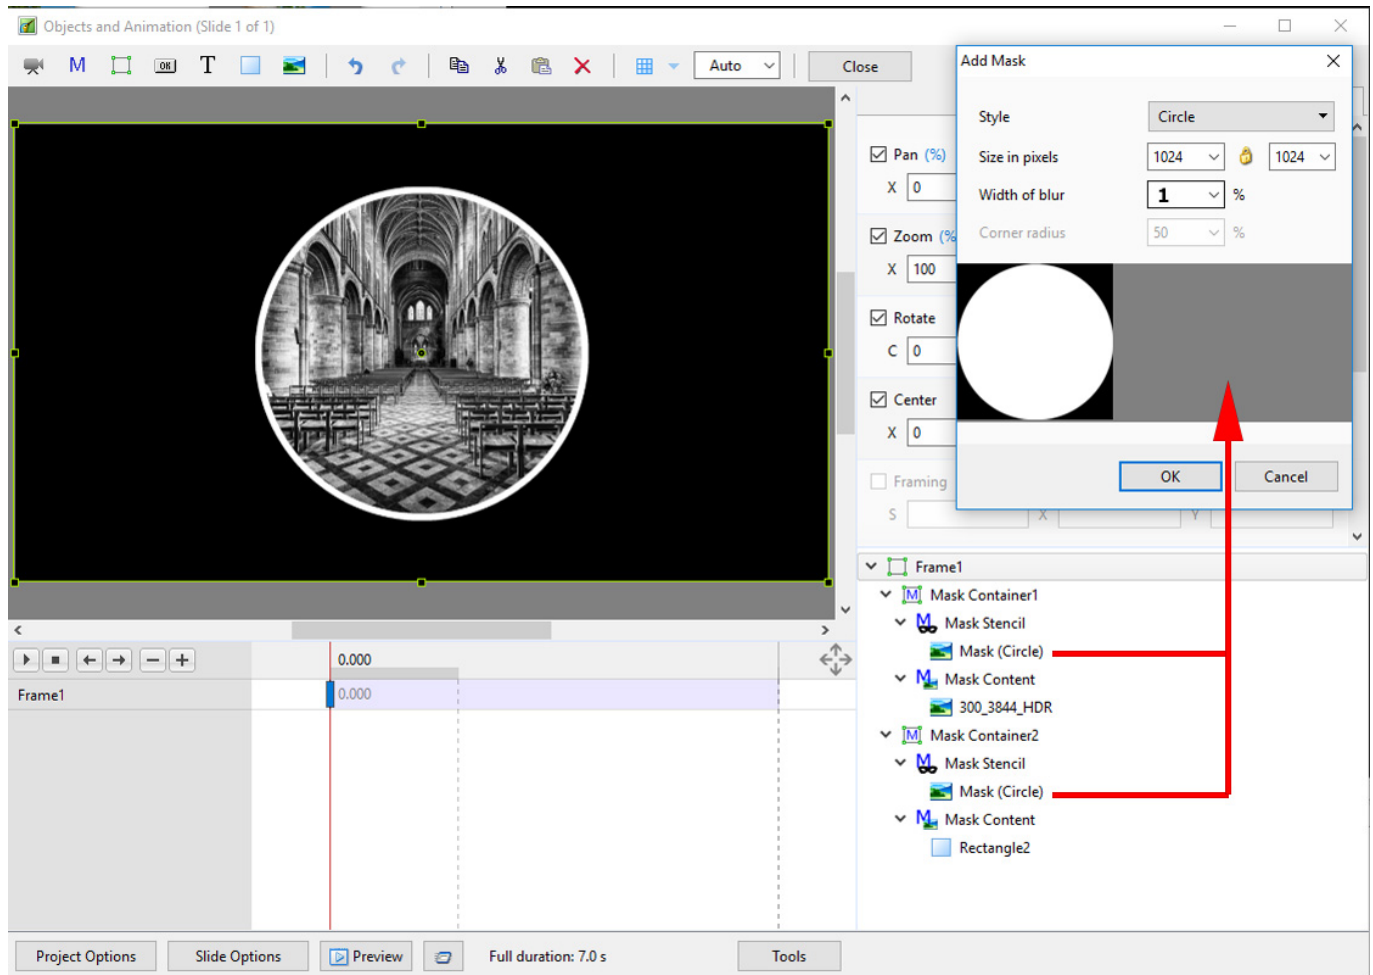 Objects and Animation (Slide 1 of 1)
M OK T Auto Close
Add Mask
Style Circle
Size in pixels 1024 1024
Width of blur 1 %
Corner radius 50 %
OK Cancel
Pan (%)
X 0
Zoom (%
X 100
Rotate
C 0
Center
X 0
Framing
S X Y
Frame1
M Mask Container1
M Mask Stencil
Mask (Circle)
M Mask Content
300_3844_HDR
M Mask Container2
M Mask Stencil
Mask (Circle)
M Mask Content
Rectangle2
0.000
Frame1 0.000
Project Options Slide Options Preview Full duration: 7.0 s Tools